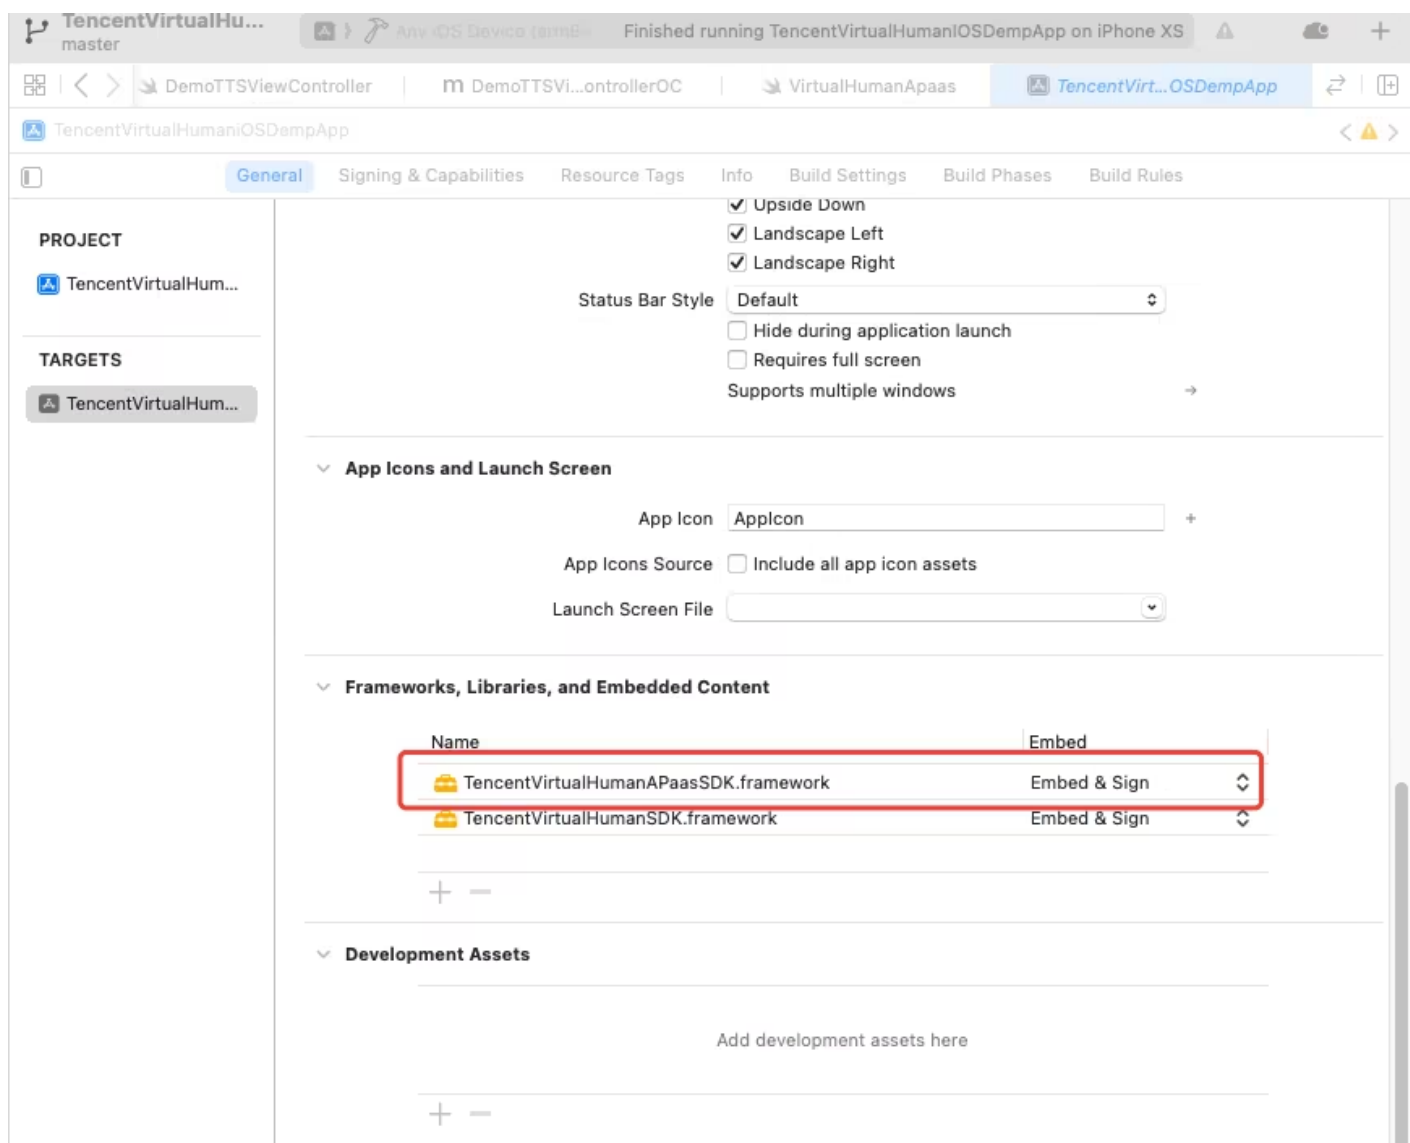 TencentVirtualHu...
master
Finished running TencentVirtualHumanIOSDempApp on iPhone XS
DemoTTSViewController
DemoTTSVi...ontrollerOC
VirtualHumanApaas
TencentVirt...OSDempApp
TencentVirtualHumaniOSDempApp
General Signing & Capabilities Resource Tags Info Build Settings Build Phases Build Rules
PROJECT
TencentVirtualHum...
TARGETS
TencentVirtualHum...
Upside Down
Landscape Left
Landscape Right
Status Bar Style Default
Hide during application launch
Requires full screen
Supports multiple windows
App Icons and Launch Screen
App Icon AppIcon
App Icons Source Include all app icon assets
Launch Screen File
Frameworks, Libraries, and Embedded Content
Name Embed
TencentVirtualHumanAPaasSDK.framework Embed & Sign
TencentVirtualHumanSDK.framework Embed & Sign
Development Assets
Add development assets here